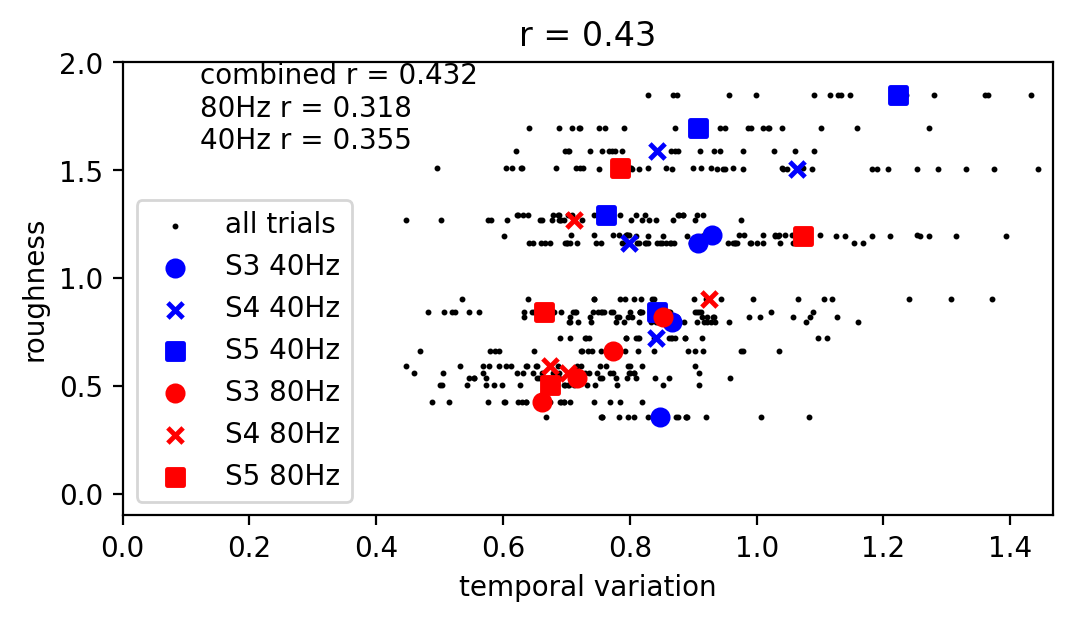 r = 0.43
combined r = 0.432
80Hz r = 0.318
40Hz r = 0.355
all trials
S3 40Hz
S4 40Hz
S5 40Hz
S3 80Hz
S4 80Hz
S5 80Hz
roughness
2.0
1.5
1.0
0.5
0.0
0.0 0.2 0.4 0.6 0.8 1.0 1.2 1.4
temporal variation